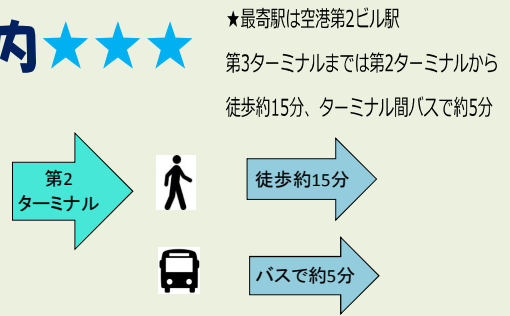 内★★★
★最寄駅は空港第2ビル駅
第3ターミナルまでは第2ターミナルから
徒歩約15分、ターミナル間バスで約5分
第2
ターミナル
徒歩約15分
バスで約5分